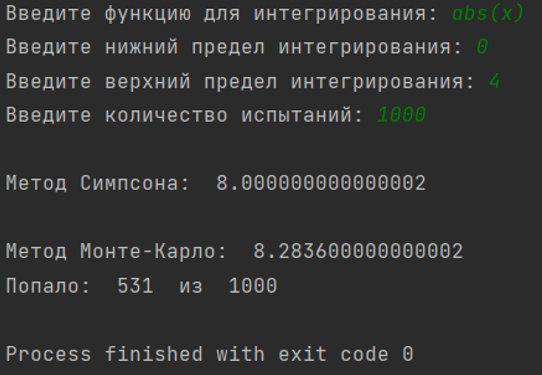 Введите функцию для интегрирования: abs(x)
Введите нижний предел интегрирования: 0
Введите верхний предел интегрирования: 4
Введите количество испытаний: 1000
Метод Симпсона:  8.000000000000002
Метод Монте-Карло:  8.283600000000002
Попало:  531  из  1000
Process finished with exit code 0